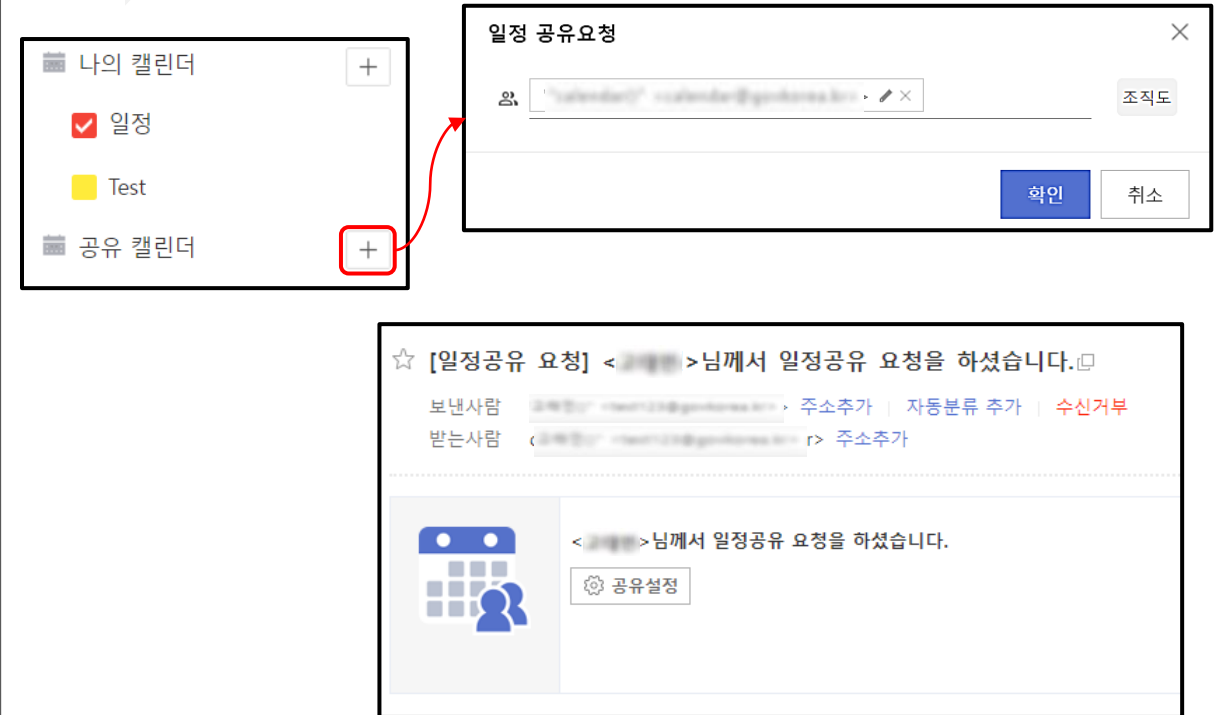 나의 캘린더
일정
Test
공유 캘린더
일정 공유요청
조직도
확인 취소
[일정공유 요청] < >님께서 일정공유 요청을 하셨습니다.
보낸사람 주소추가 자동분류 추가 수신거부
받는사람 r> 주소추가
< >님께서 일정공유 요청을 하셨습니다.
공유설정